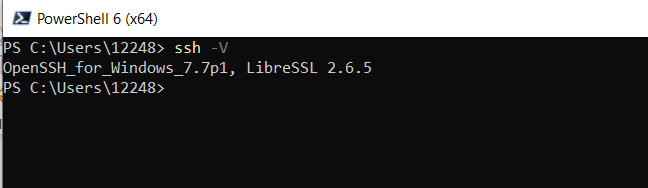 PowerShell 6 (x64)
PS C:\Users\12248> ssh -V
OpenSSH_for_Windows_7.7p1, LibreSSL 2.6.5
PS C:\Users\12248>